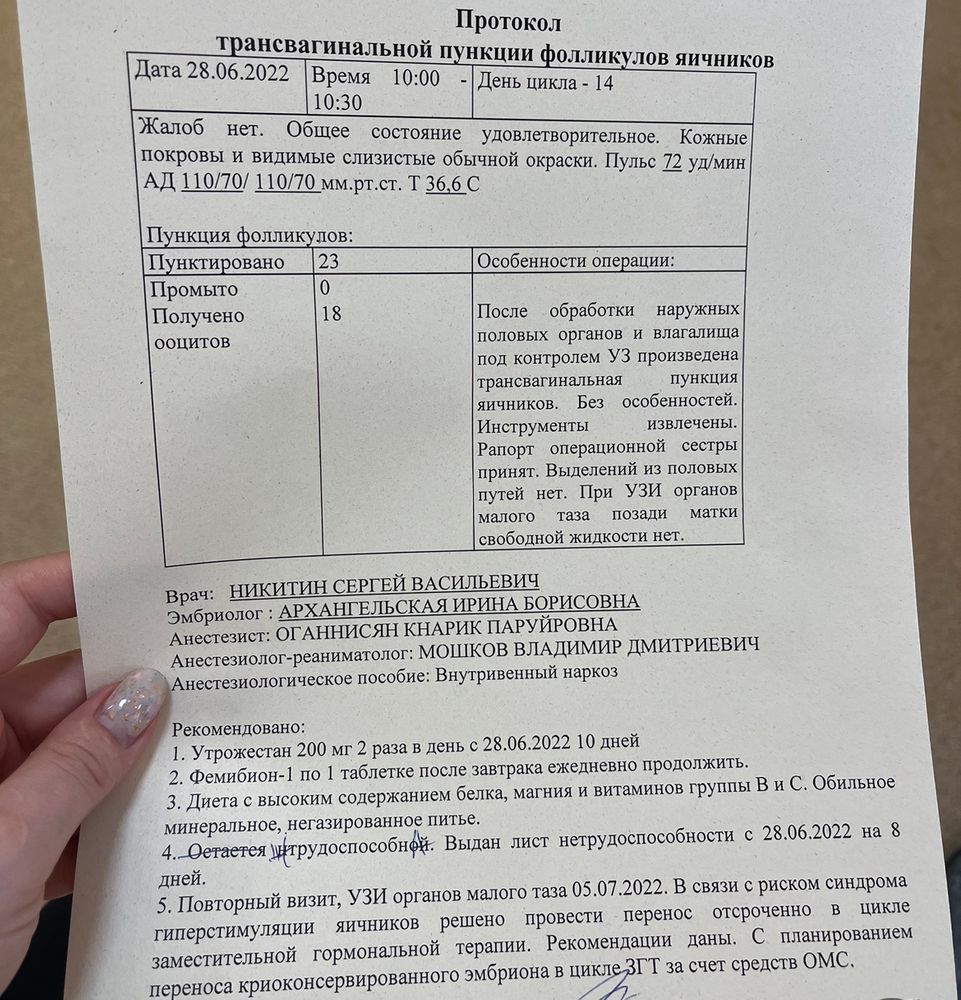 Протокол
трансвагинальной пункции фолликулов яичников
Дата 28.06.2022 Время 10:00 - 10:30 День цикла - 14
Жалоб нет. Общее состояние удовлетворительное. Кожные
покровы и видимые слизистые обычной окраски. Пульс 72 уд/мин
АД 110/70/ 110/70 мм.рт.ст. Т 36,6 С
Пункция фолликулов:
Пунктировано 23
Промыто 0
Получено 18
ооцитов
Особенности операции:
После обработки наружных
половых органов и влагалища
под контролем УЗ произведена
трансвагинальная пункция
яичников. Без особенностей.
Инструменты извлечены.
Рапорт операционной сестры
принят. Выделений из половых
путей нет. При УЗИ органов
малого таза позади матки
свободной жидкости нет.
Врач: НИКИТИН СЕРГЕЙ ВАСИЛЬЕВИЧ
Эмбриолог : АРХАНГЕЛЬСКАЯ ИРИНА БОРИСОВНА
Анестезист: ОГАННИСЯН КНАРИК ПАРУЙРОВНА
Анестезиолог-реаниматолог: МОШКОВ ВЛАДИМИР ДМИТРИЕВИЧ
Анестезиологическое пособие: Внутривенный наркоз
Рекомендовано:
1. Утрожестан 200 мг 2 раза в день с 28.06.2022 10 дней
2. Фемибион-1 по 1 таблетке после завтрака ежедневно продолжить.
3. Диета с высоким содержанием белка, магния и витаминов группы В и С. Обильное
минеральное, негазированное питье.
4. Остается нтрудоспособной. Выдан лист нетрудоспособности с 28.06.2022 на 8
дней.
5. Повторный визит, УЗИ органов малого таза 05.07.2022. В связи с риском синдрома
гиперстимуляции яичников решено провести перенос отсроченно в цикле
заместительной гормональной терапии. Рекомендации даны. С планированием
переноса криоконсервированного эмбриона в цикле ЗГТ за счет средств ОМС.